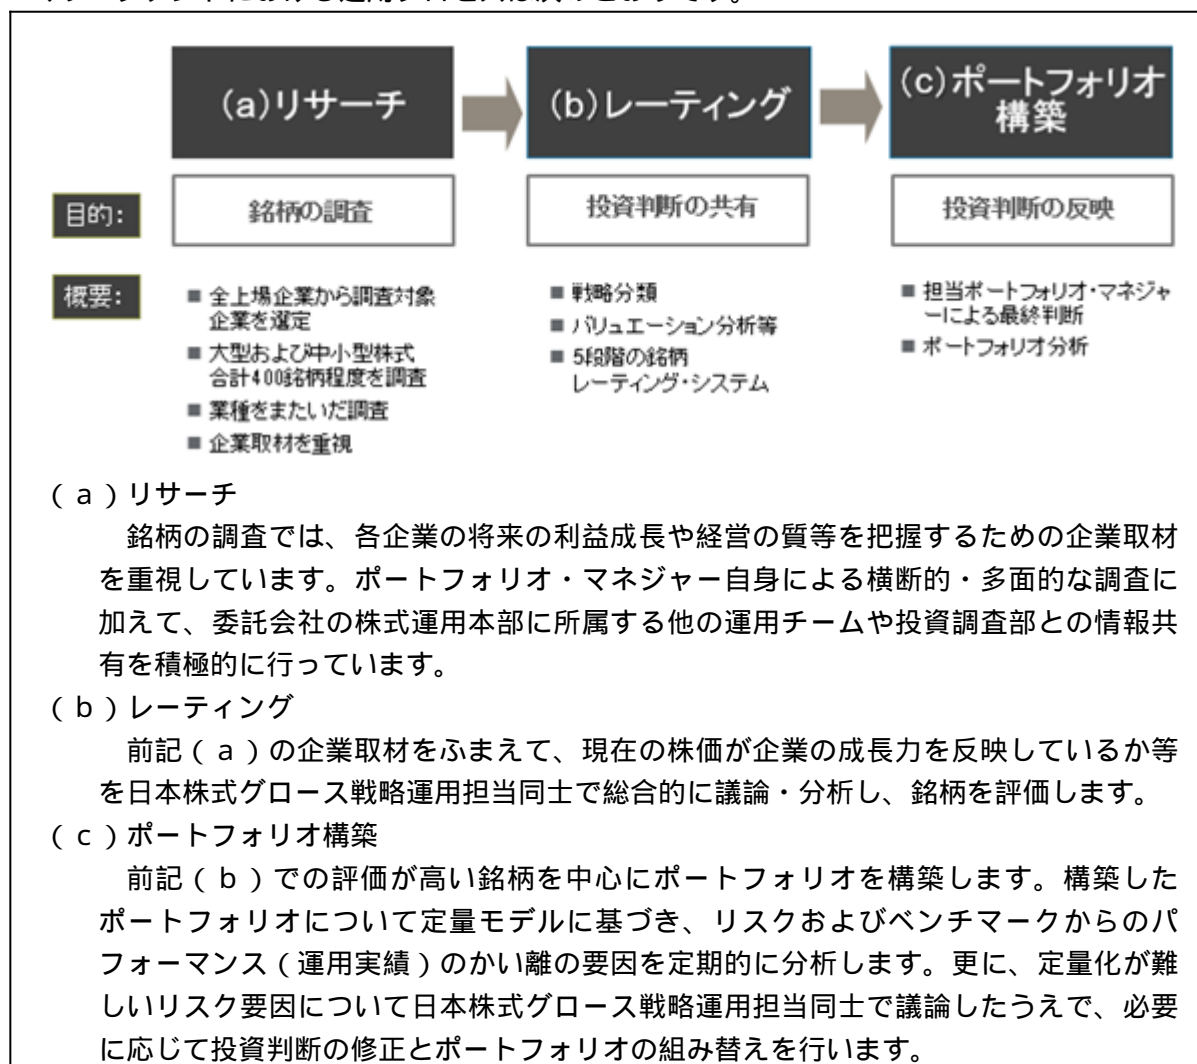 (a)リサーチ
(b)レーティング
(c)ポートフォリオ
構築
目的:
銘柄の調査
投資判断の共有
投資判断の反映
概要:
■ 全上場企業から調査対象
企業を選定
■ 大型および中小型株式
合計400銘柄程度を調査
■ 業種をまたいだ調査
■ 企業取材を重視
■ 戦略分類
■ バリュエーション分析等
■ 5段階の銘柄
レーティング・システム
■ 担当ポートフォリオ・マネジャ
ーによる最終判断
■ ポートフォリオ分析
(a)リサーチ
銘柄の調査では、各企業の将来の利益成長や経営の質等を把握するための企業取材
を重視しています。ポートフォリオ・マネジャー自身による横断的・多面的な調査に
加えて、委託会社の株式運用本部に所属する他の運用チームや投資調査部との情報共
有を積極的に行っています。
(b)レーティング
前記(a)の企業取材をふまえて、現在の株価が企業の成長力を反映しているか等
を日本株式グロース戦略運用担当同士で総合的に議論・分析し、銘柄を評価します。
(c)ポートフォリオ構築
前記(b)での評価が高い銘柄を中心にポートフォリオを構築します。構築した
ポートフォリオについて定量モデルに基づき、リスクおよびベンチマークからのパ
フォーマンス(運用実績)のかい離の要因を定期的に分析します。更に、定量化が難
しいリスク要因について日本株式グロース戦略運用担当同士で議論したうえで、必要
に応じて投資判断の修正とポートフォリオの組み替えを行います。